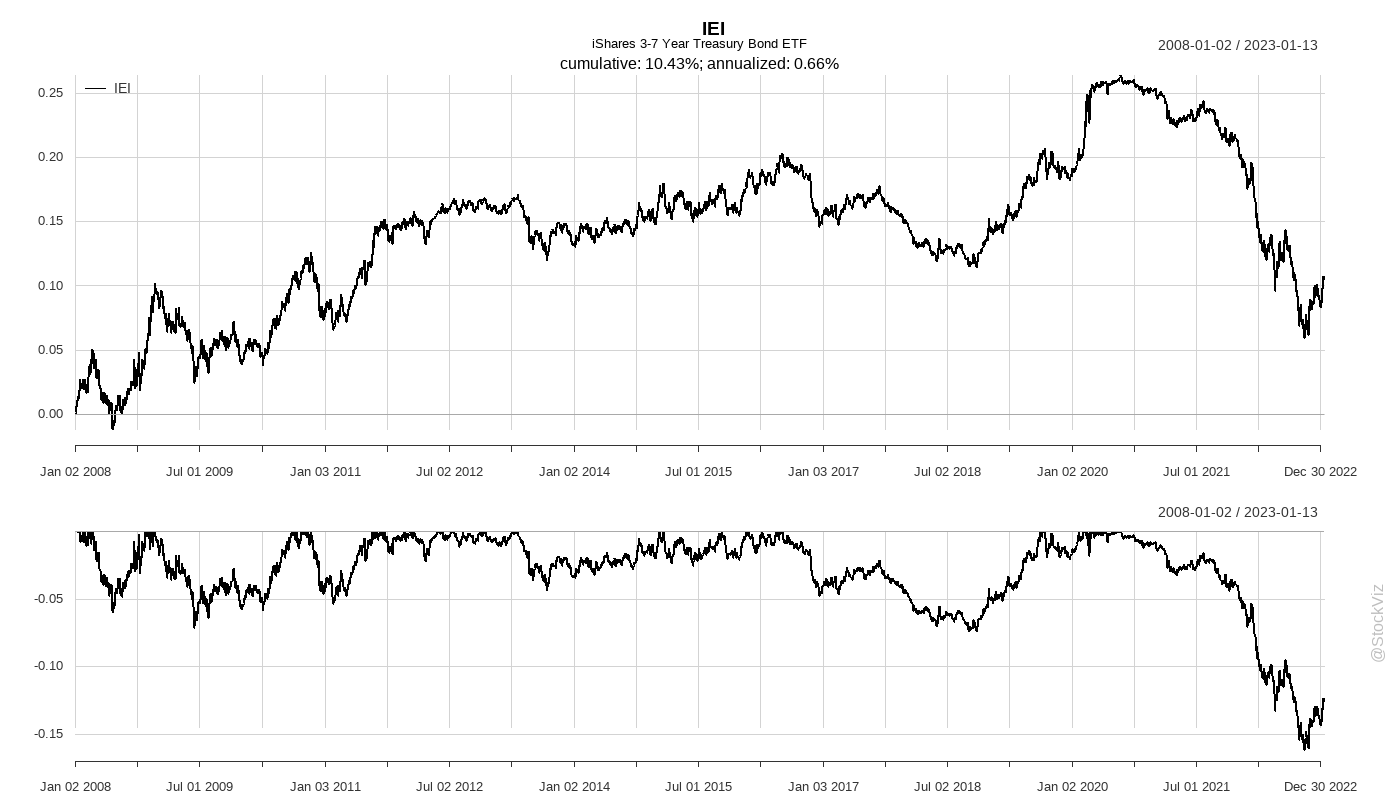 IEI
iShares 3-7 Year Treasury Bond ETF
cumulative: 10.43%; annualized: 0.66%
2008-01-02 / 2023-01-13
IEI
0.25
0.20
0.15
0.10
0.05
0.00
Jan 02 2008 Jul 01 2009 Jan 03 2011 Jul 02 2012 Jan 02 2014 Jul 01 2015 Jan 03 2017 Jul 02 2018 Jan 02 2020 Jul 01 2021 Dec 30 2022
2008-01-02 / 2023-01-13
-0.05
-0.10
-0.15
Jan 02 2008 Jul 01 2009 Jan 03 2011 Jul 02 2012 Jan 02 2014 Jul 01 2015 Jan 03 2017 Jul 02 2018 Jan 02 2020 Jul 01 2021 Dec 30 2022
@StockViz